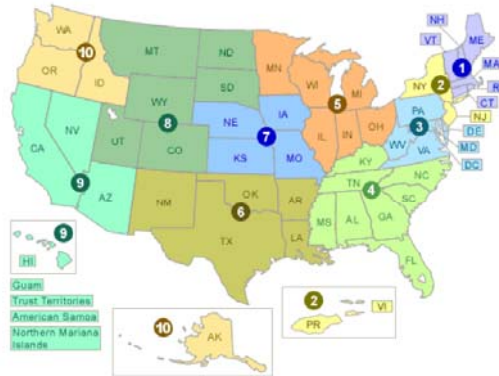 NH
WA
VT
ME
10
MT
ND
MA
OR
ID
MN
1
R
NY
2
CT
SD
WI
MI
WY
5
NJ
8
PA
3
DE
IA
NE
MD
NV
7
IL
IN
OH
WV
VA
DC
UT
CO
CA
KS
MO
KY
NC
TN
4
9
AZ
NM
OK
AR
SC
6
MS
AL
GA
9
TX
LA
HI
FL
Guam
Trust Territories
American Samoa
Northern Mariana
Islands
10
AK
2
VI
PR